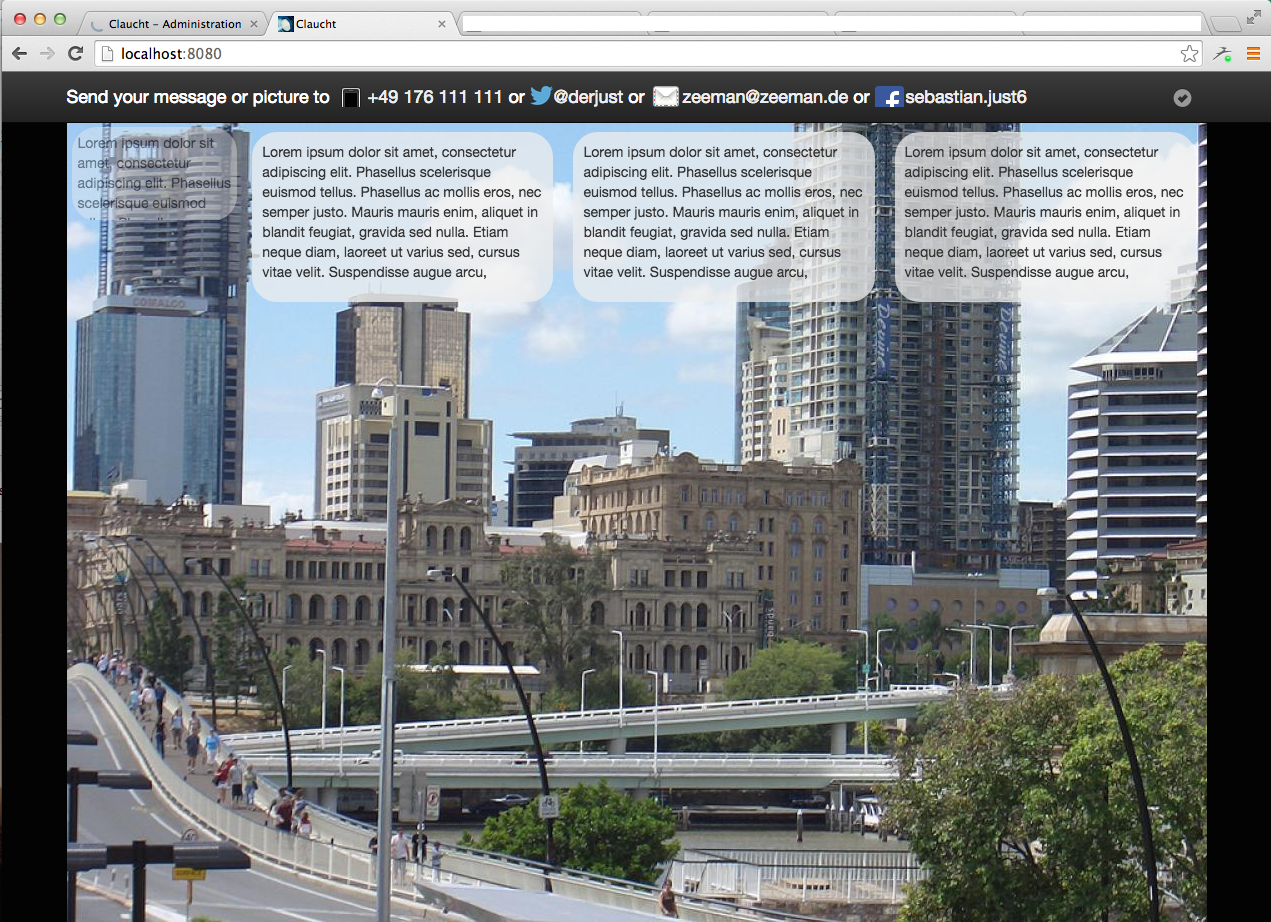 Claucht – Administration
Claucht
localhost:8080
Send your message or picture to +49 176 111 111 or @derjust or zeeman@zeeman.de or sebastian.just6
Lorem ipsum dolor sit
amet, consectetur
adipiscing elit. Phasellus
scelerisque euismod
Lorem ipsum dolor sit amet, consectetur
adipiscing elit. Phasellus scelerisque
euismod tellus. Phasellus ac mollis eros, nec
semper justo. Mauris mauris enim, aliquet in
blandit feugiat, gravida sed nulla. Etiam
neque diam, laoreet ut varius sed, cursus
vitae velit. Suspendisse augue arcu,
Lorem ipsum dolor sit amet, consectetur
adipiscing elit. Phasellus scelerisque
euismod tellus. Phasellus ac mollis eros, nec
semper justo. Mauris mauris enim, aliquet in
blandit feugiat, gravida sed nulla. Etiam
neque diam, laoreet ut varius sed, cursus
vitae velit. Suspendisse augue arcu,
Lorem ipsum dolor sit amet, consectetur
adipiscing elit. Phasellus scelerisque
euismod tellus. Phasellus ac mollis eros, nec
semper justo. Mauris mauris enim, aliquet in
blandit feugiat, gravida sed nulla. Etiam
neque diam, laoreet ut varius sed, cursus
vitae velit. Suspendisse augue arcu,
COMALCO
Devine
Devine